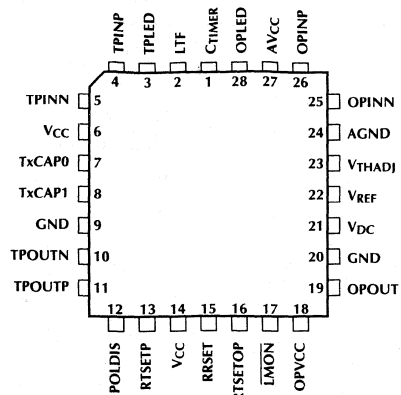 TPINP TPLED LTF CTIMER OPLED AVCC OPINP
4 3 2 1 28 27 26
TPINN 5 25 OPINN
VCC 6 24 AGND
TxCAP0 7 23 VTHADJ
TxCAP1 8 22 VREF
GND 9 21 VDC
TPOUTN 10 20 GND
TPOUTP 11 19 OPOUT
12 13 14 15 16 17 18
POLDIS RTSETP VCC RRSET RTSETOP LMON OPVCC